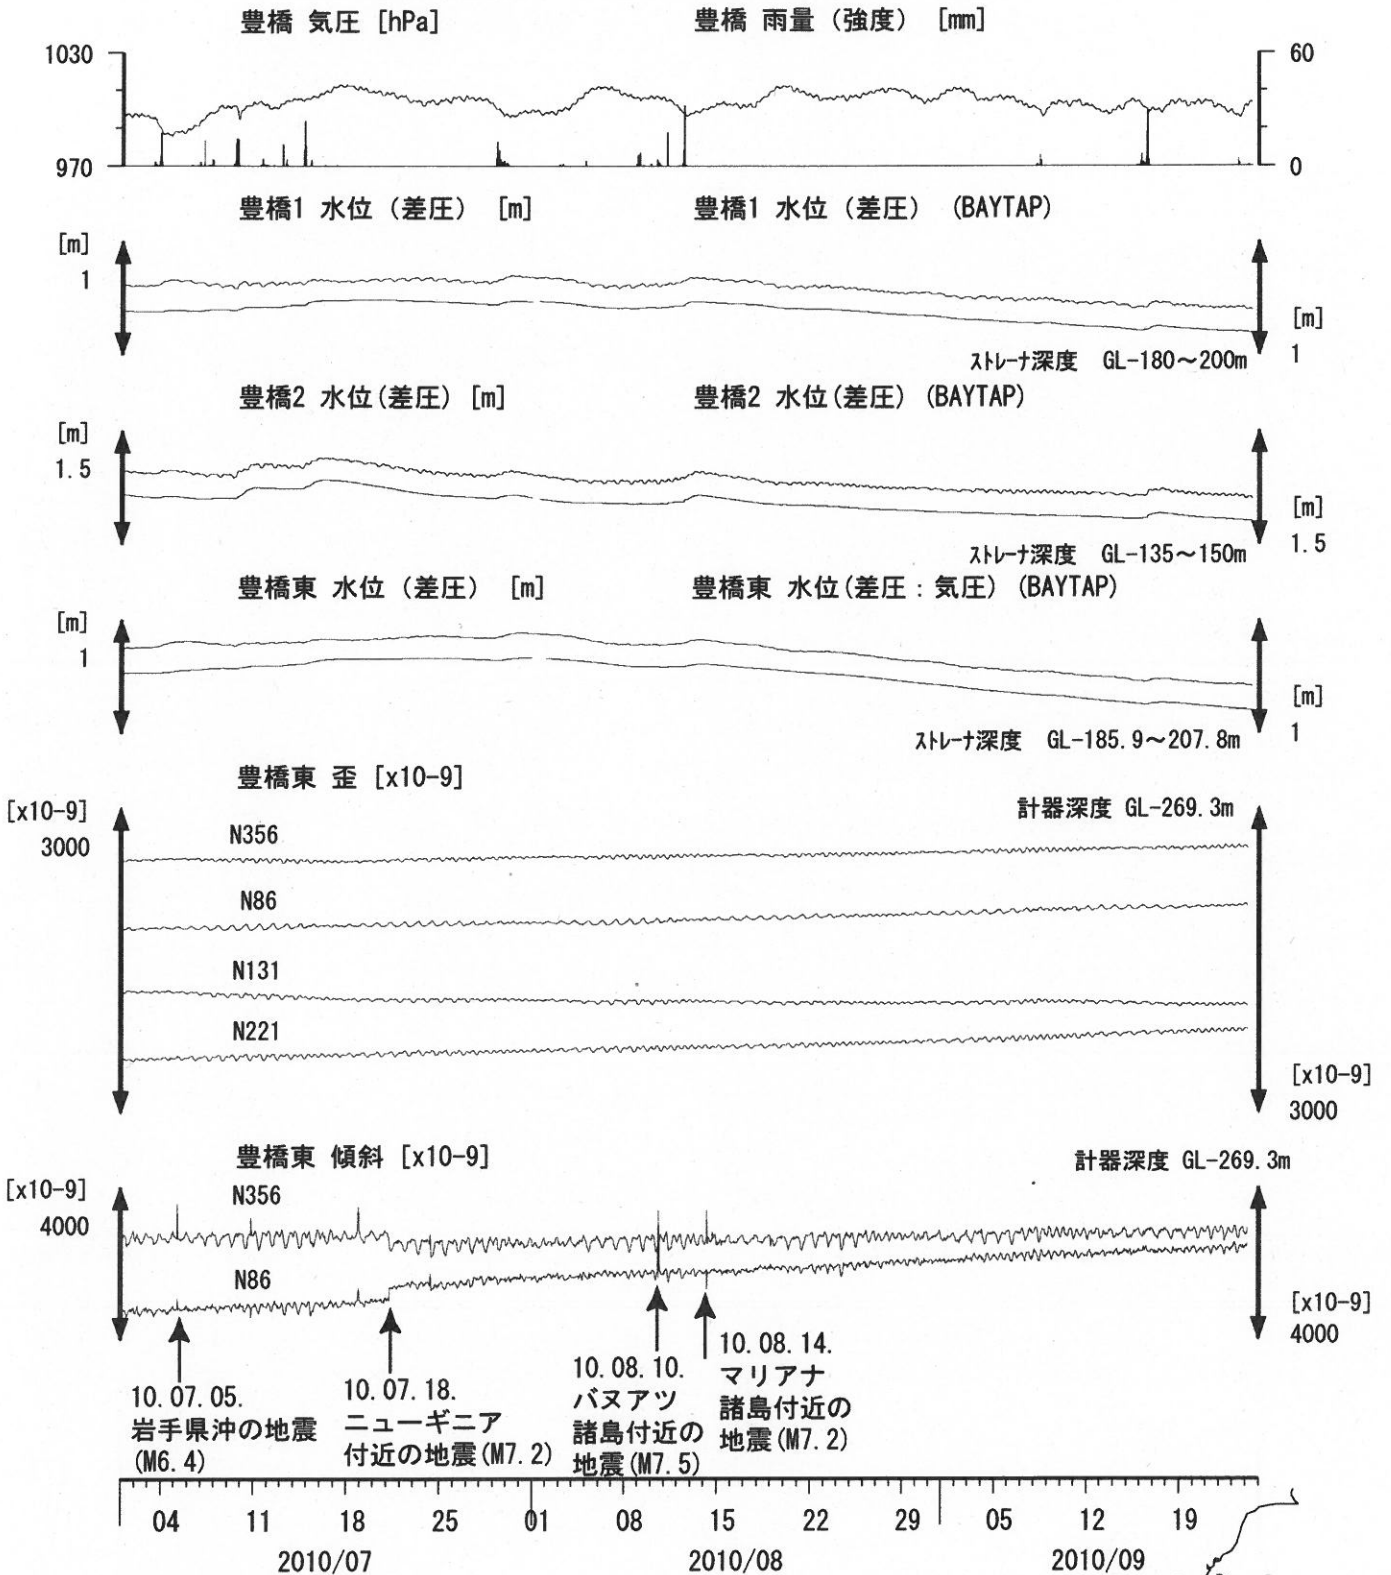 豊橋 気圧 [hPa]
豊橋 雨量（強度） [mm]
1030
60
970
0
豊橋1 水位（差圧） [m]
豊橋1 水位（差圧） (BAYTAP)
[m]
1
[m]
1
ストレーナ深度 GL-180～200m
豊橋2 水位(差圧) [m]
豊橋2 水位(差圧) (BAYTAP)
[m]
1.5
[m]
1.5
ストレーナ深度 GL-135～150m
豊橋東 水位（差圧） [m]
豊橋東 水位(差圧：気圧) (BAYTAP)
[m]
1
[m]
1
ストレーナ深度 GL-185.9～207.8m
豊橋東 歪 [x10-9]
[x10-9]
3000
計器深度 GL-269.3m
N356
N86
N131
N221
[x10-9]
3000
豊橋東 傾斜 [x10-9]
計器深度 GL-269.3m
[x10-9]
4000
N356
N86
[x10-9]
4000
10.07.05.
岩手県沖の地震
(M6.4)
10.07.18.
ニューギニア
付近の地震(M7.2)
10.08.10.
バヌアツ
諸島付近の
地震(M7.5)
10.08.14.
マリアナ
諸島付近の
地震(M7.2)
04 11 18 25 01 08 15 22 29 05 12 19
2010/07 2010/08 2010/09